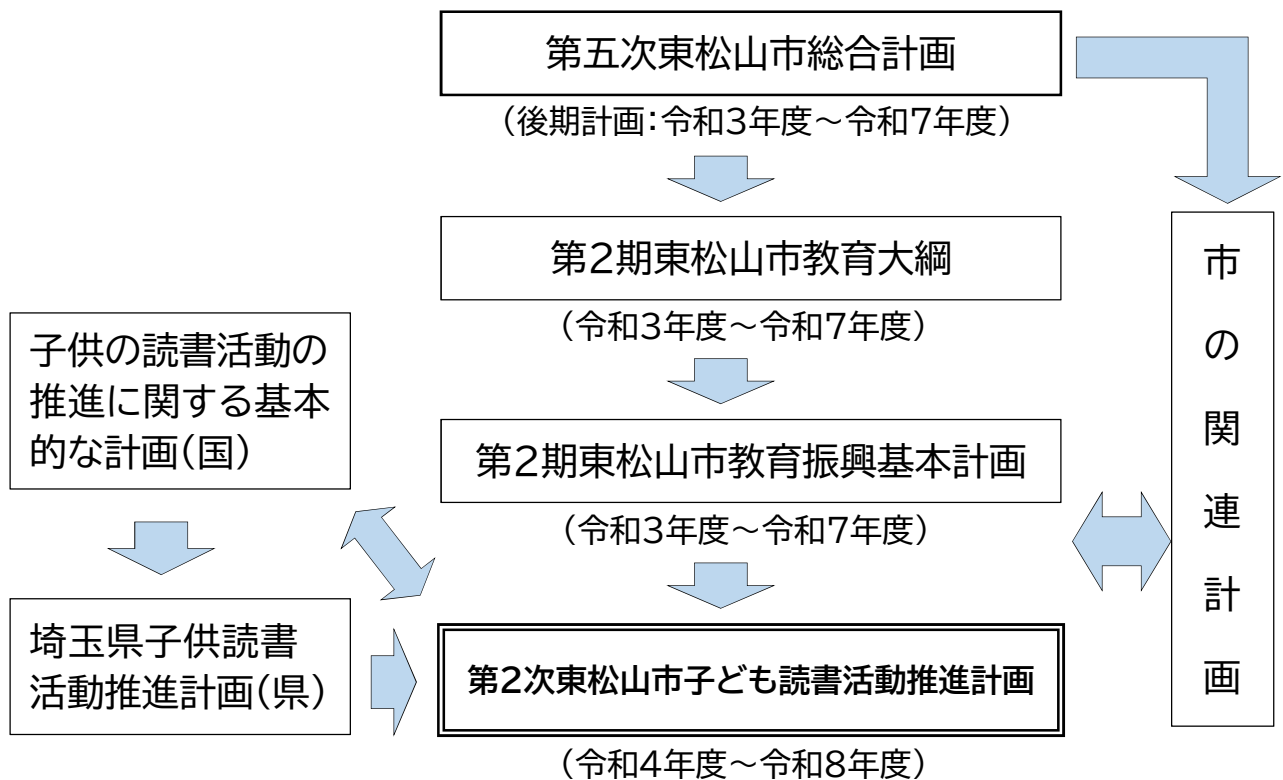 第五次東松山市総合計画
（後期計画：令和3年度～令和7年度）
第2期東松山市教育大綱
（令和3年度～令和7年度）
第2期東松山市教育振興基本計画
（令和3年度～令和7年度）
第2次東松山市子ども読書活動推進計画
（令和4年度～令和8年度）
子供の読書活動の
推進に関する基本
的な計画(国)
埼玉県子供読書
活動推進計画(県)
市の関連計画